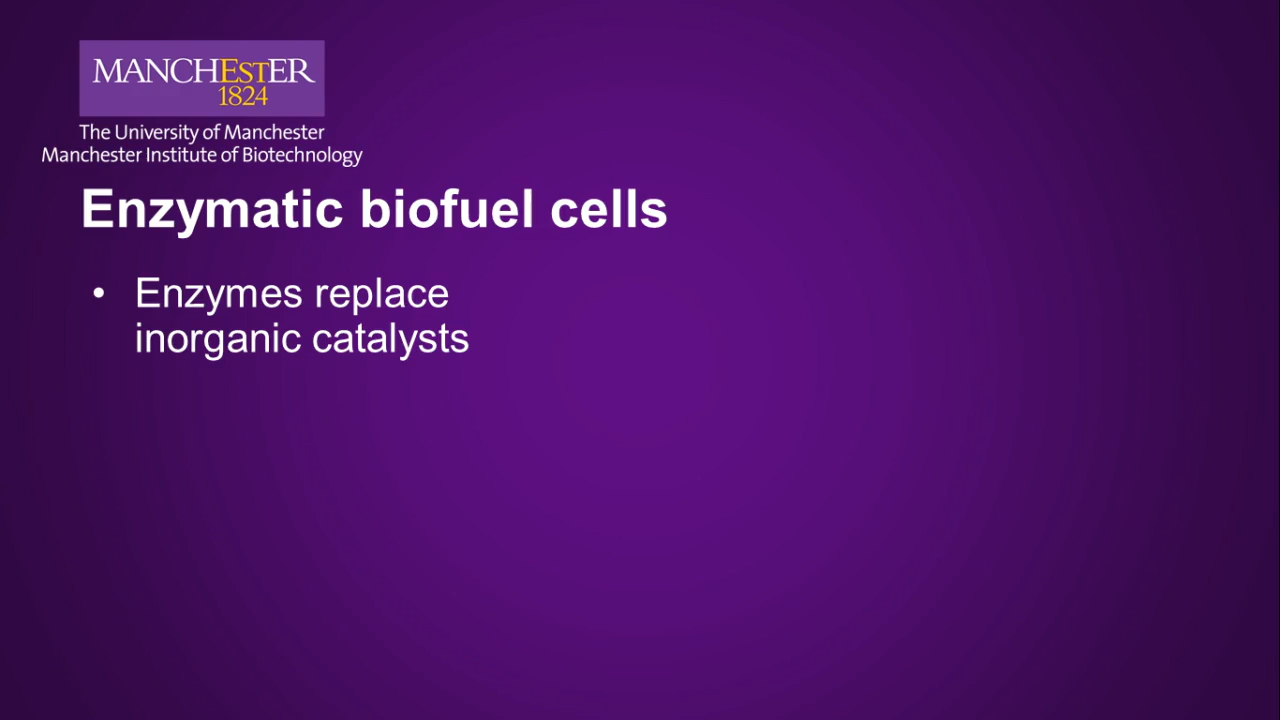 MANCHESTER
1824
The University of Manchester
Manchester Institute of Biotechnology
Enzymatic biofuel cells
• Enzymes replace
inorganic catalysts